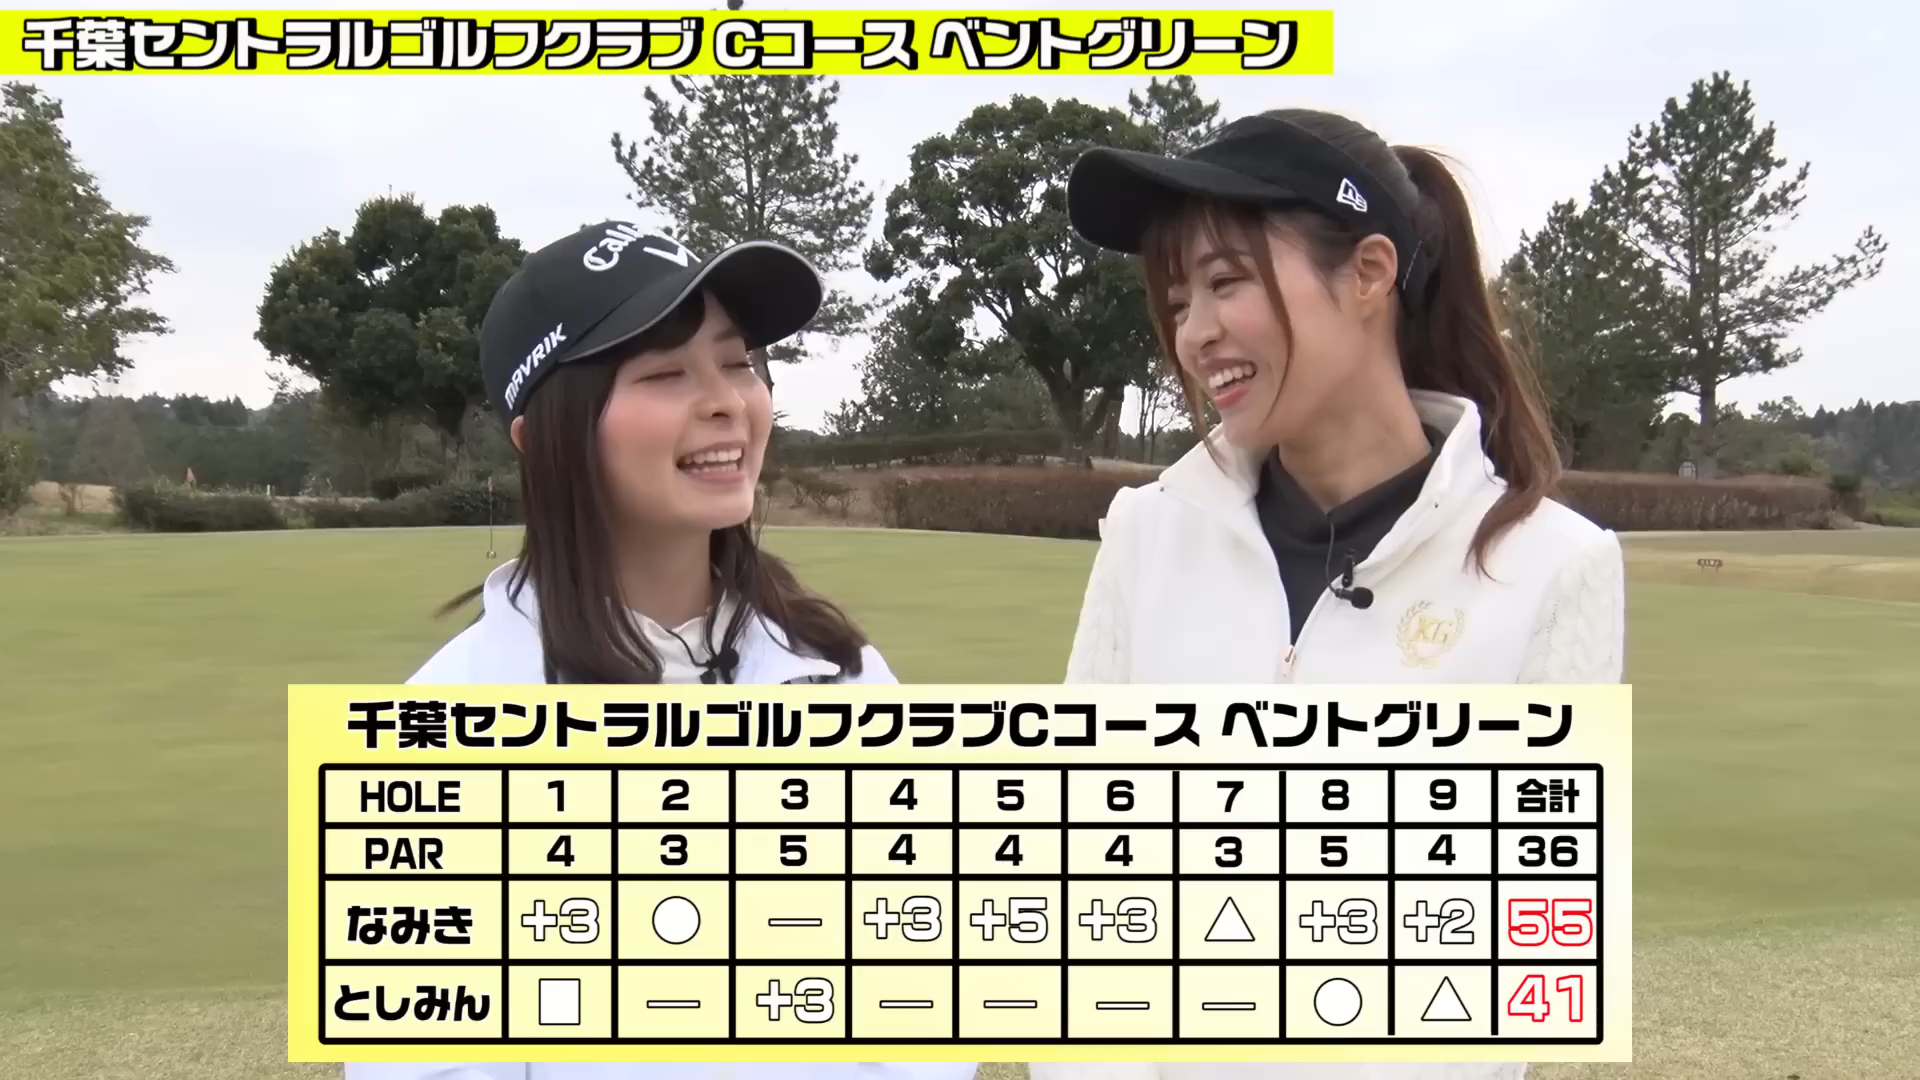 千葉セントラルゴルフクラブ Cコース ベントグリーン
MAVRIK
KG
千葉セントラルゴルフクラブCコース ベントグリーン
HOLE 1 2 3 4 5 6 7 8 9 合計
PAR 4 3 5 4 4 4 3 5 4 36
なみき +3 ○ — +3 +5 +3 △ +3 +2 55
としみん □ — +3 — — — — ○ △ 41